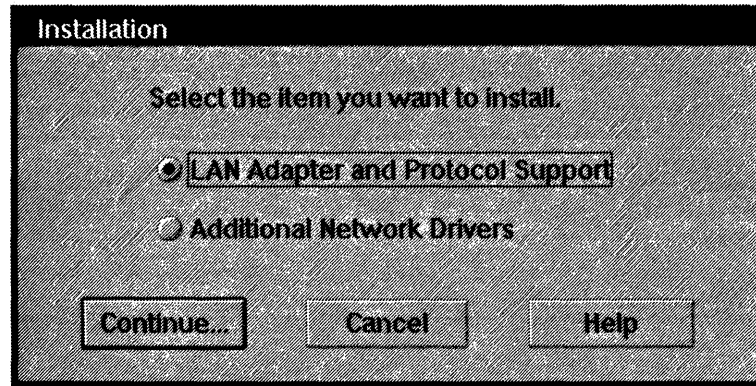 Installation
Select the item you want to install.
LAN Adapter and Protocol Support
Additional Network Drivers
Continue... Cancel Help